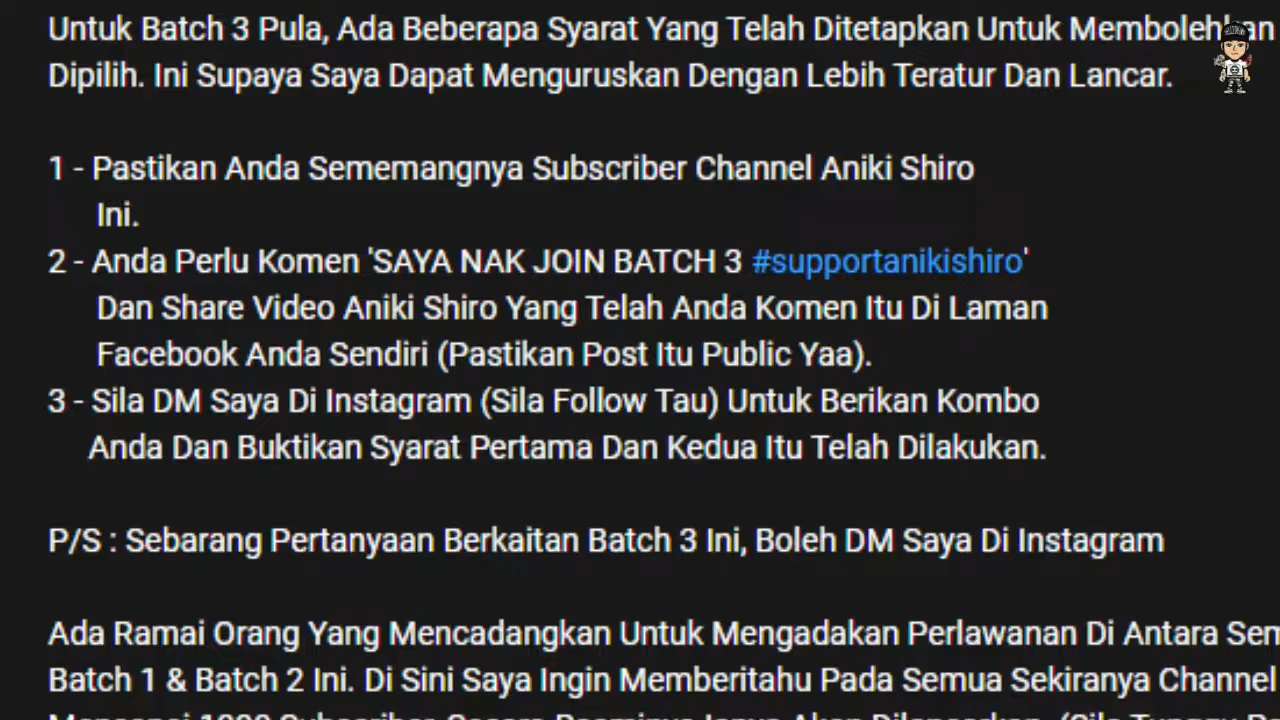 Untuk Batch 3 Pula, Ada Beberapa Syarat Yang Telah Ditetapkan Untuk Membolehkan
Dipilih. Ini Supaya Saya Dapat Menguruskan Dengan Lebih Teratur Dan Lancar.
1 - Pastikan Anda Sememangnya Subscriber Channel Aniki Shiro
Ini.
2 - Anda Perlu Komen 'SAYA NAK JOIN BATCH 3 #supportanikishiro'
Dan Share Video Aniki Shiro Yang Telah Anda Komen Itu Di Laman
Facebook Anda Sendiri (Pastikan Post Itu Public Yaa).
3 - Sila DM Saya Di Instagram (Sila Follow Tau) Untuk Berikan Kombo
Anda Dan Buktikan Syarat Pertama Dan Kedua Itu Telah Dilakukan.
P/S : Sebarang Pertanyaan Berkaitan Batch 3 Ini, Boleh DM Saya Di Instagram
Ada Ramai Orang Yang Mencadangkan Untuk Mengadakan Perlawanan Di Antara
Batch 1 & Batch 2 Ini. Di Sini Saya Ingin Memberitahu Pada Semua Sekiranya Channel